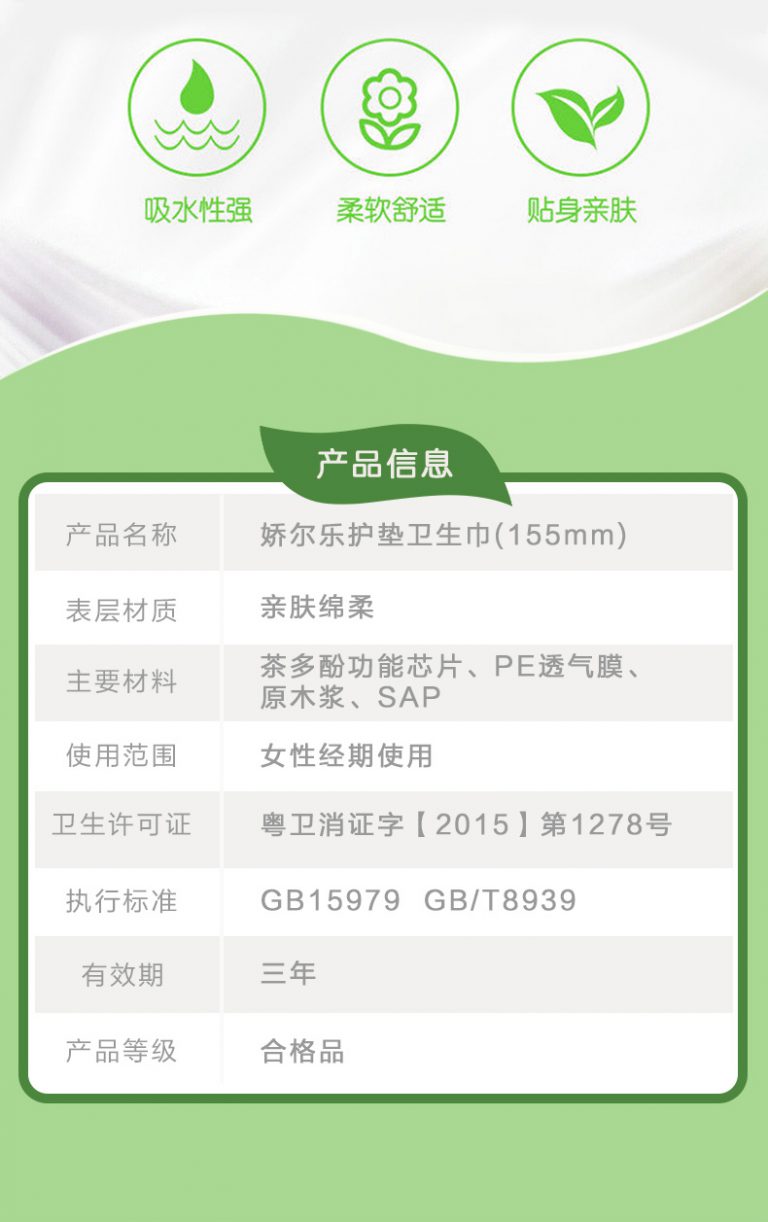 吸水性强 柔软舒适 贴身亲肤
产品信息
产品名称 娇尔乐护垫卫生巾(155mm)
表层材质 亲肤绵柔
主要材料 茶多酚功能芯片、PE透气膜、
原木浆、SAP
使用范围 女性经期使用
卫生许可证 粤卫消证字【2015】第1278号
执行标准 GB15979 GB/T8939
有效期 三年
产品等级 合格品